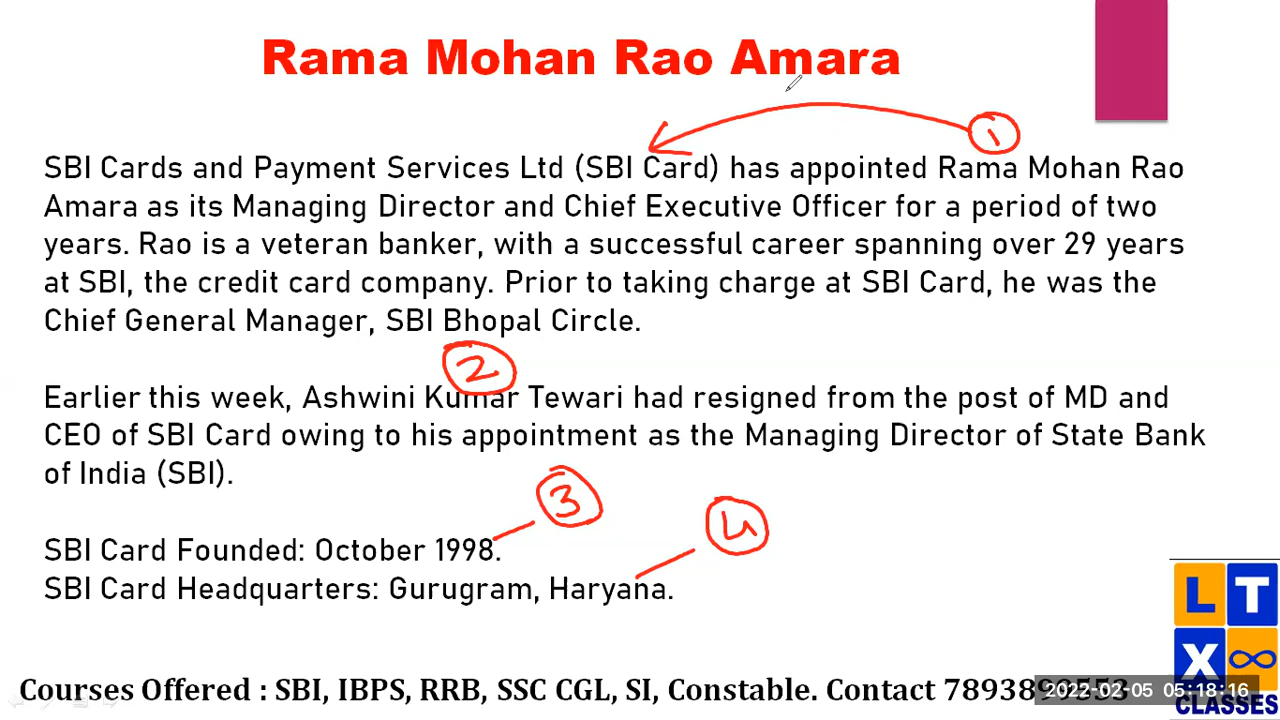 Rama Mohan Rao Amara
1
SBI Cards and Payment Services Ltd (SBI Card) has appointed Rama Mohan Rao
Amara as its Managing Director and Chief Executive Officer for a period of two
years. Rao is a veteran banker, with a successful career spanning over 29 years
at SBI, the credit card company. Prior to taking charge at SBI Card, he was the
Chief General Manager, SBI Bhopal Circle.
2
Earlier this week, Ashwini Kumar Tewari had resigned from the post of MD and
CEO of SBI Card owing to his appointment as the Managing Director of State Bank
of India (SBI).
3
4
SBI Card Founded: October 1998.
SBI Card Headquarters: Gurugram, Haryana.
L T
X ∞
CLASSES
Courses Offered : SBI, IBPS, RRB, SSC CGL, SI, Constable. Contact
2022-02-05 05:18:16